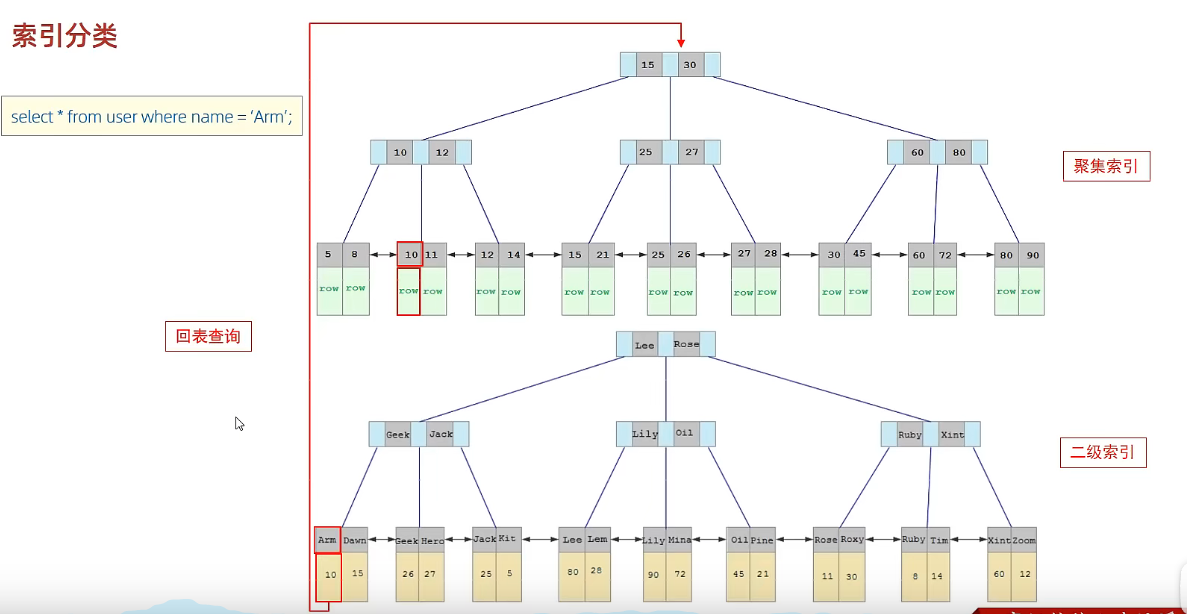 索引分类
select * from user where name = ‘Arm’;
15 30
10 12
25 27
60 80
聚集索引
5 8 10 11 12 14 15 21 25 26 27 28 30 45 60 72 80 90
row row row row row row row row row row row row row row row row row row
回表查询
Lee Rose
Geek Jack
Lily Oil
Ruby Xint
二级索引
Arm Dawn Geek Hero Jack Kit Lee Lem Lily Mina Oil Pine Rose Roxy Ruby Tim Xint Zoom
10 15 26 27 25 5 80 28 90 72 45 21 11 30 8 14 60 12